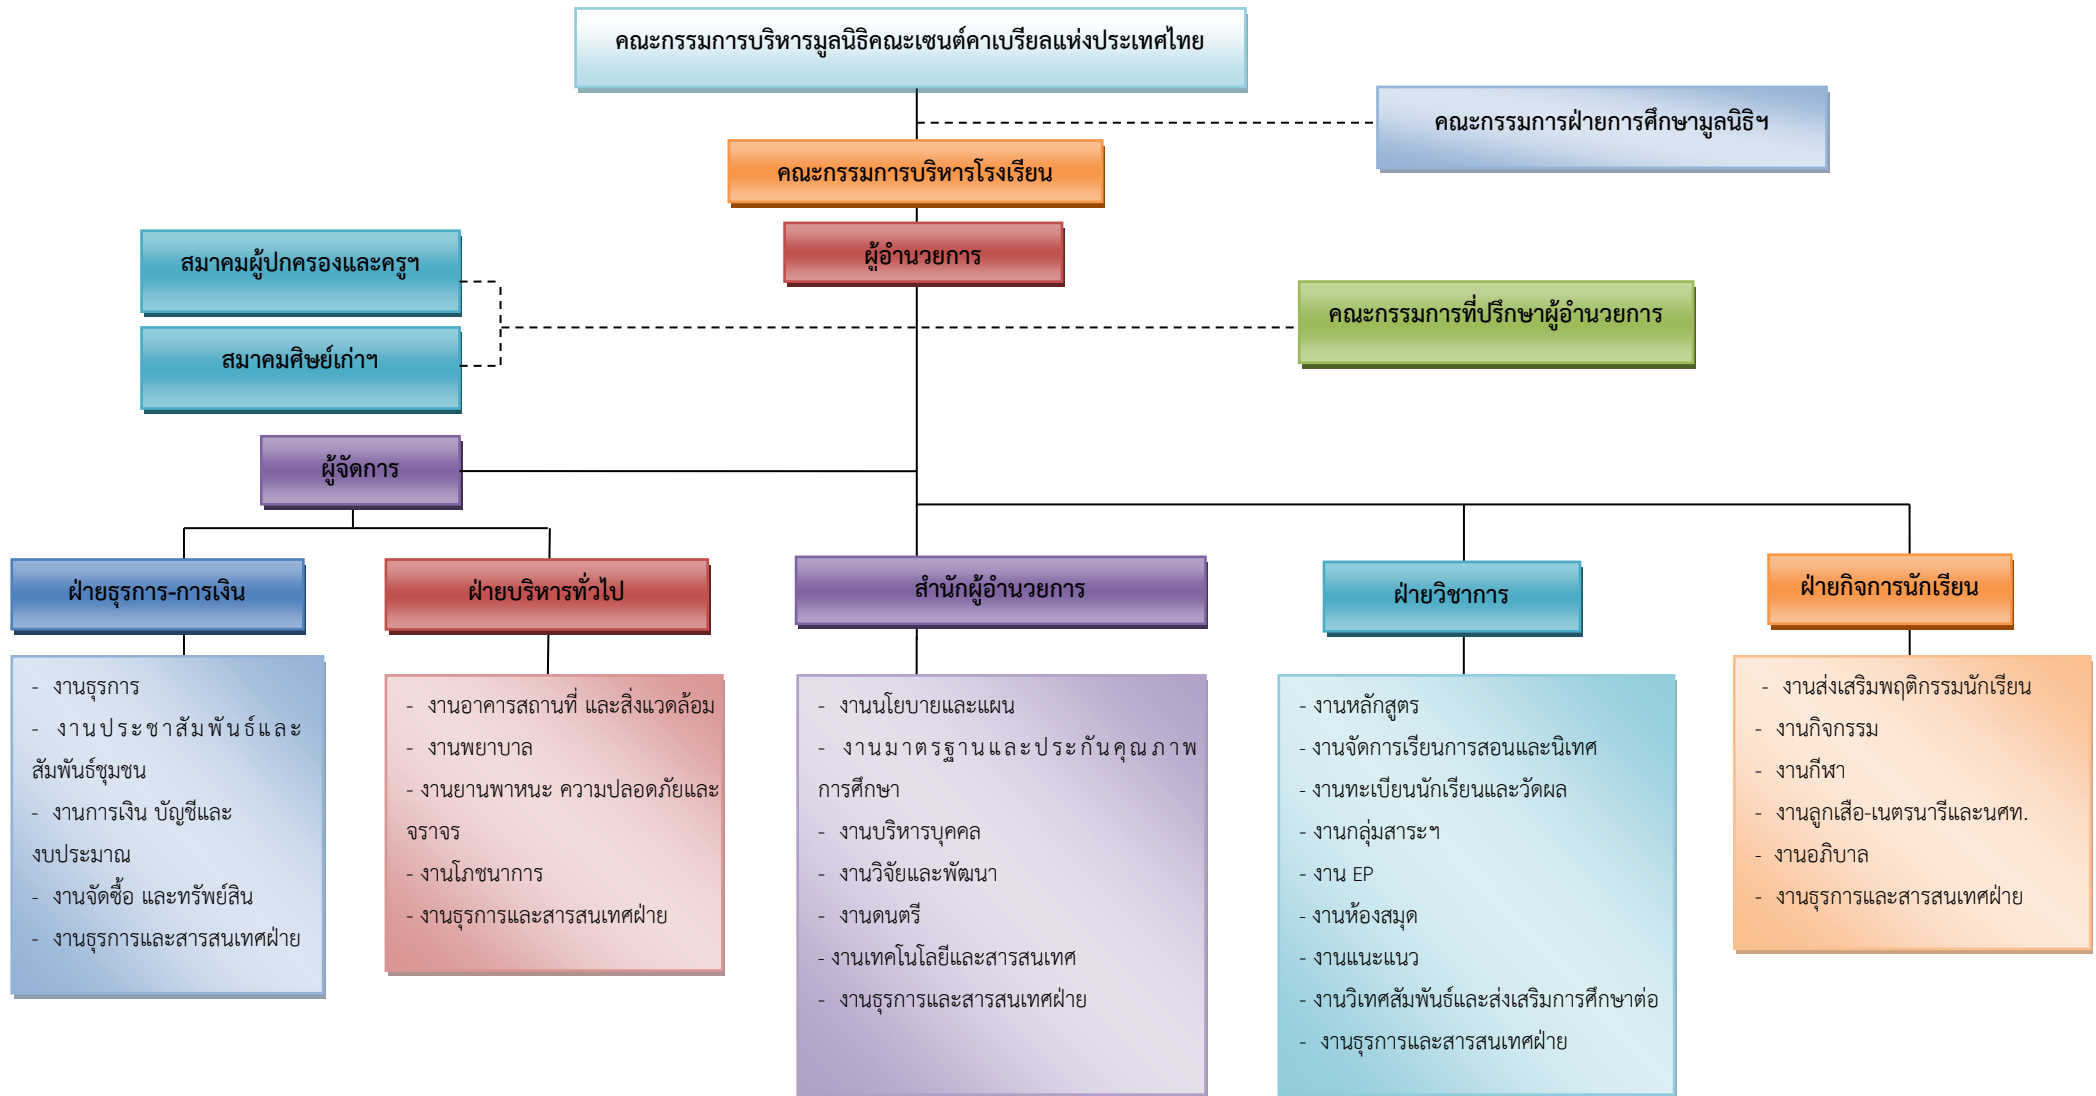 คณะกรรมการบริหารมูลนิธิคณะเซนต์คาเบรียลแห่งประเทศไทย
คณะกรรมการฝ่ายการศึกษามูลนิธิฯ
คณะกรรมการบริหารโรงเรียน
ผู้อำนวยการ
สมาคมผู้ปกครองและครูฯ
คณะกรรมการที่ปรึกษาผู้อำนวยการ
สมาคมศิษย์เก่าฯ
ผู้จัดการ
ฝ่ายธุรการ-การเงิน
- งานธุรการ
- งานประชาสัมพันธ์และ
สัมพันธ์ชุมชน
- งานการเงิน บัญชีและ
งบประมาณ
- งานจัดซื้อ และทรัพย์สิน
- งานธุรการและสารสนเทศฝ่าย
ฝ่ายบริหารทั่วไป
- งานอาคารสถานที่ และสิ่งแวดล้อม
- งานพยาบาล
- งานยานพาหนะ ความปลอดภัยและ
จราจร
- งานโภชนาการ
- งานธุรการและสารสนเทศฝ่าย
สำนักผู้อำนวยการ
- งานนโยบายและแผน
- งานมาตรฐานและประกันคุณภาพ
การศึกษา
- งานบริหารบุคคล
- งานวิจัยและพัฒนา
- งานดนตรี
- งานเทคโนโลยีและสารสนเทศ
- งานธุรการและสารสนเทศฝ่าย
ฝ่ายวิชาการ
- งานหลักสูตร
- งานจัดการเรียนการสอนและนิเทศ
- งานทะเบียนนักเรียนและวัดผล
- งานกลุ่มสาระฯ
- งาน EP
- งานห้องสมุด
- งานแนะแนว
- งานวิเทศสัมพันธ์และส่งเสริมการศึกษาต่อ
- งานธุรการและสารสนเทศฝ่าย
ฝ่ายกิจการนักเรียน
- งานส่งเสริมพฤติกรรมนักเรียน
- งานกิจกรรม
- งานกีฬา
- งานลูกเสือ-เนตรนารีและนศท.
- งานอภิบาล
- งานธุรการและสารสนเทศฝ่าย